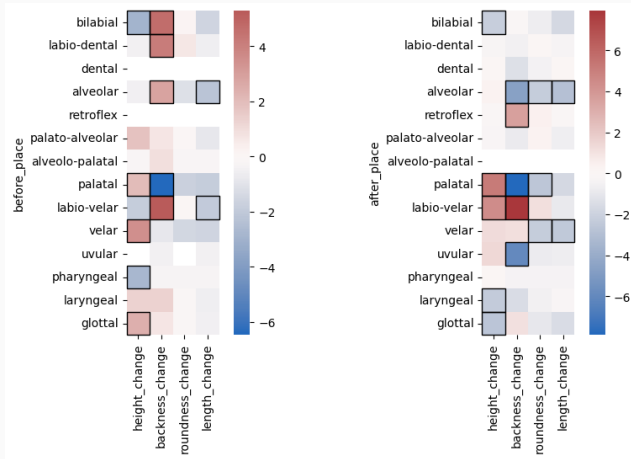 before_place
bilabial
labio-dental
dental
alveolar
retroflex
palato-alveolar
alveolo-palatal
palatal
labio-velar
velar
uvular
pharyngeal
laryngeal
glottal
height_change
backness_change
roundness_change
length_change
4
2
0
−2
−4
−6
after_place
bilabial
labio-dental
dental
alveolar
retroflex
palato-alveolar
alveolo-palatal
palatal
labio-velar
velar
uvular
pharyngeal
laryngeal
glottal
height_change
backness_change
roundness_change
length_change
6
4
2
0
−2
−4
−6